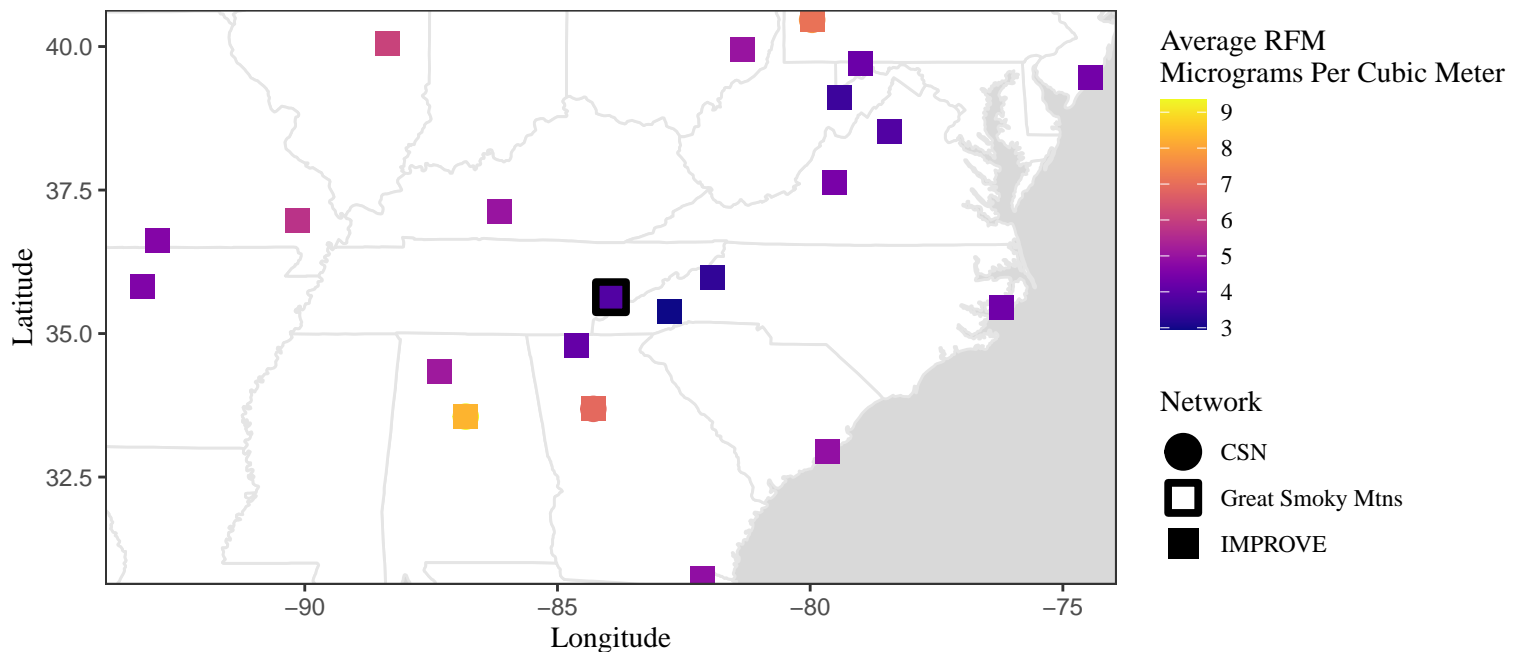 40.0
37.5
35.0
32.5
Latitude
−90
−85
−80
−75
Longitude
Average RFM
Micrograms Per Cubic Meter
9
8
7
6
5
4
3
Network
CSN
Great Smoky Mtns
IMPROVE